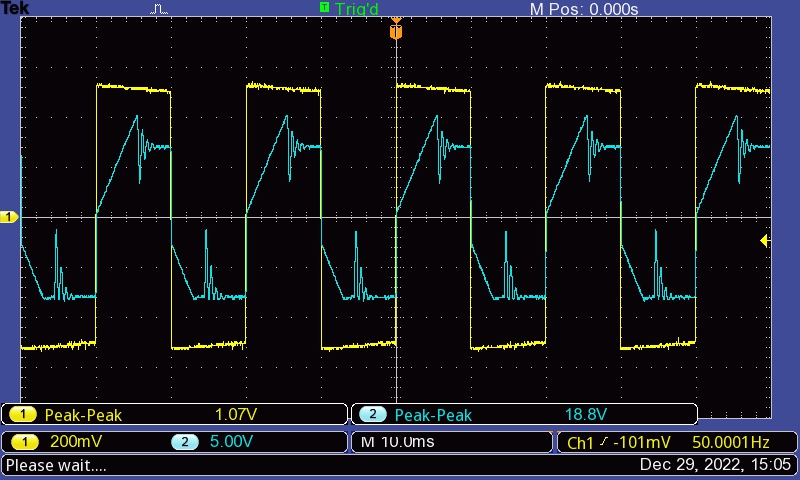 Tek T Trig'd M Pos: 0.000s
T
1
1 Peak-Peak 1.07V 2 Peak-Peak 18.8V
1 200mV 2 5.00V M 10.0ms Ch1 -101mV 50.0001Hz
Please wait.... Dec 29, 2022, 15:05